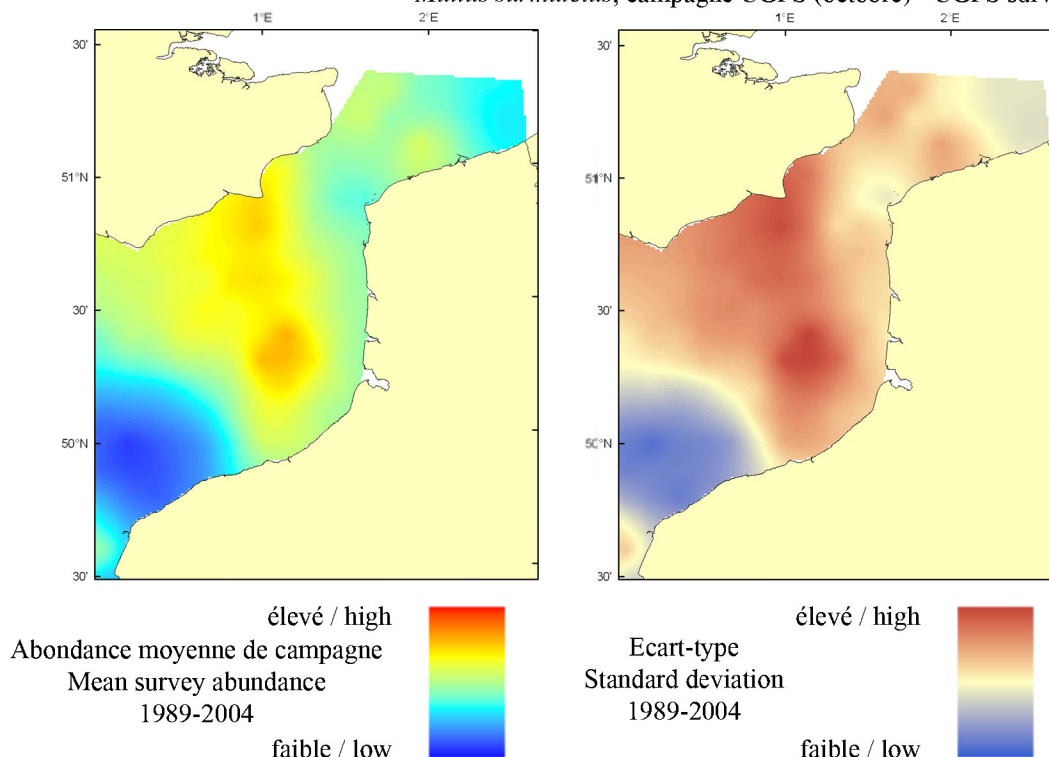 Mullus surmuletus, campagne CGFS (octobre) - CGFS surv
1°E 2°E 1°E 2°E
30' 30'
51°N 51°N
30' 30'
50°N 50°N
30' 30'
élevé / high
Abondance moyenne de campagne
Mean survey abundance
1989-2004
faible / low
élevé / high
Ecart-type
Standard deviation
1989-2004
faible / low